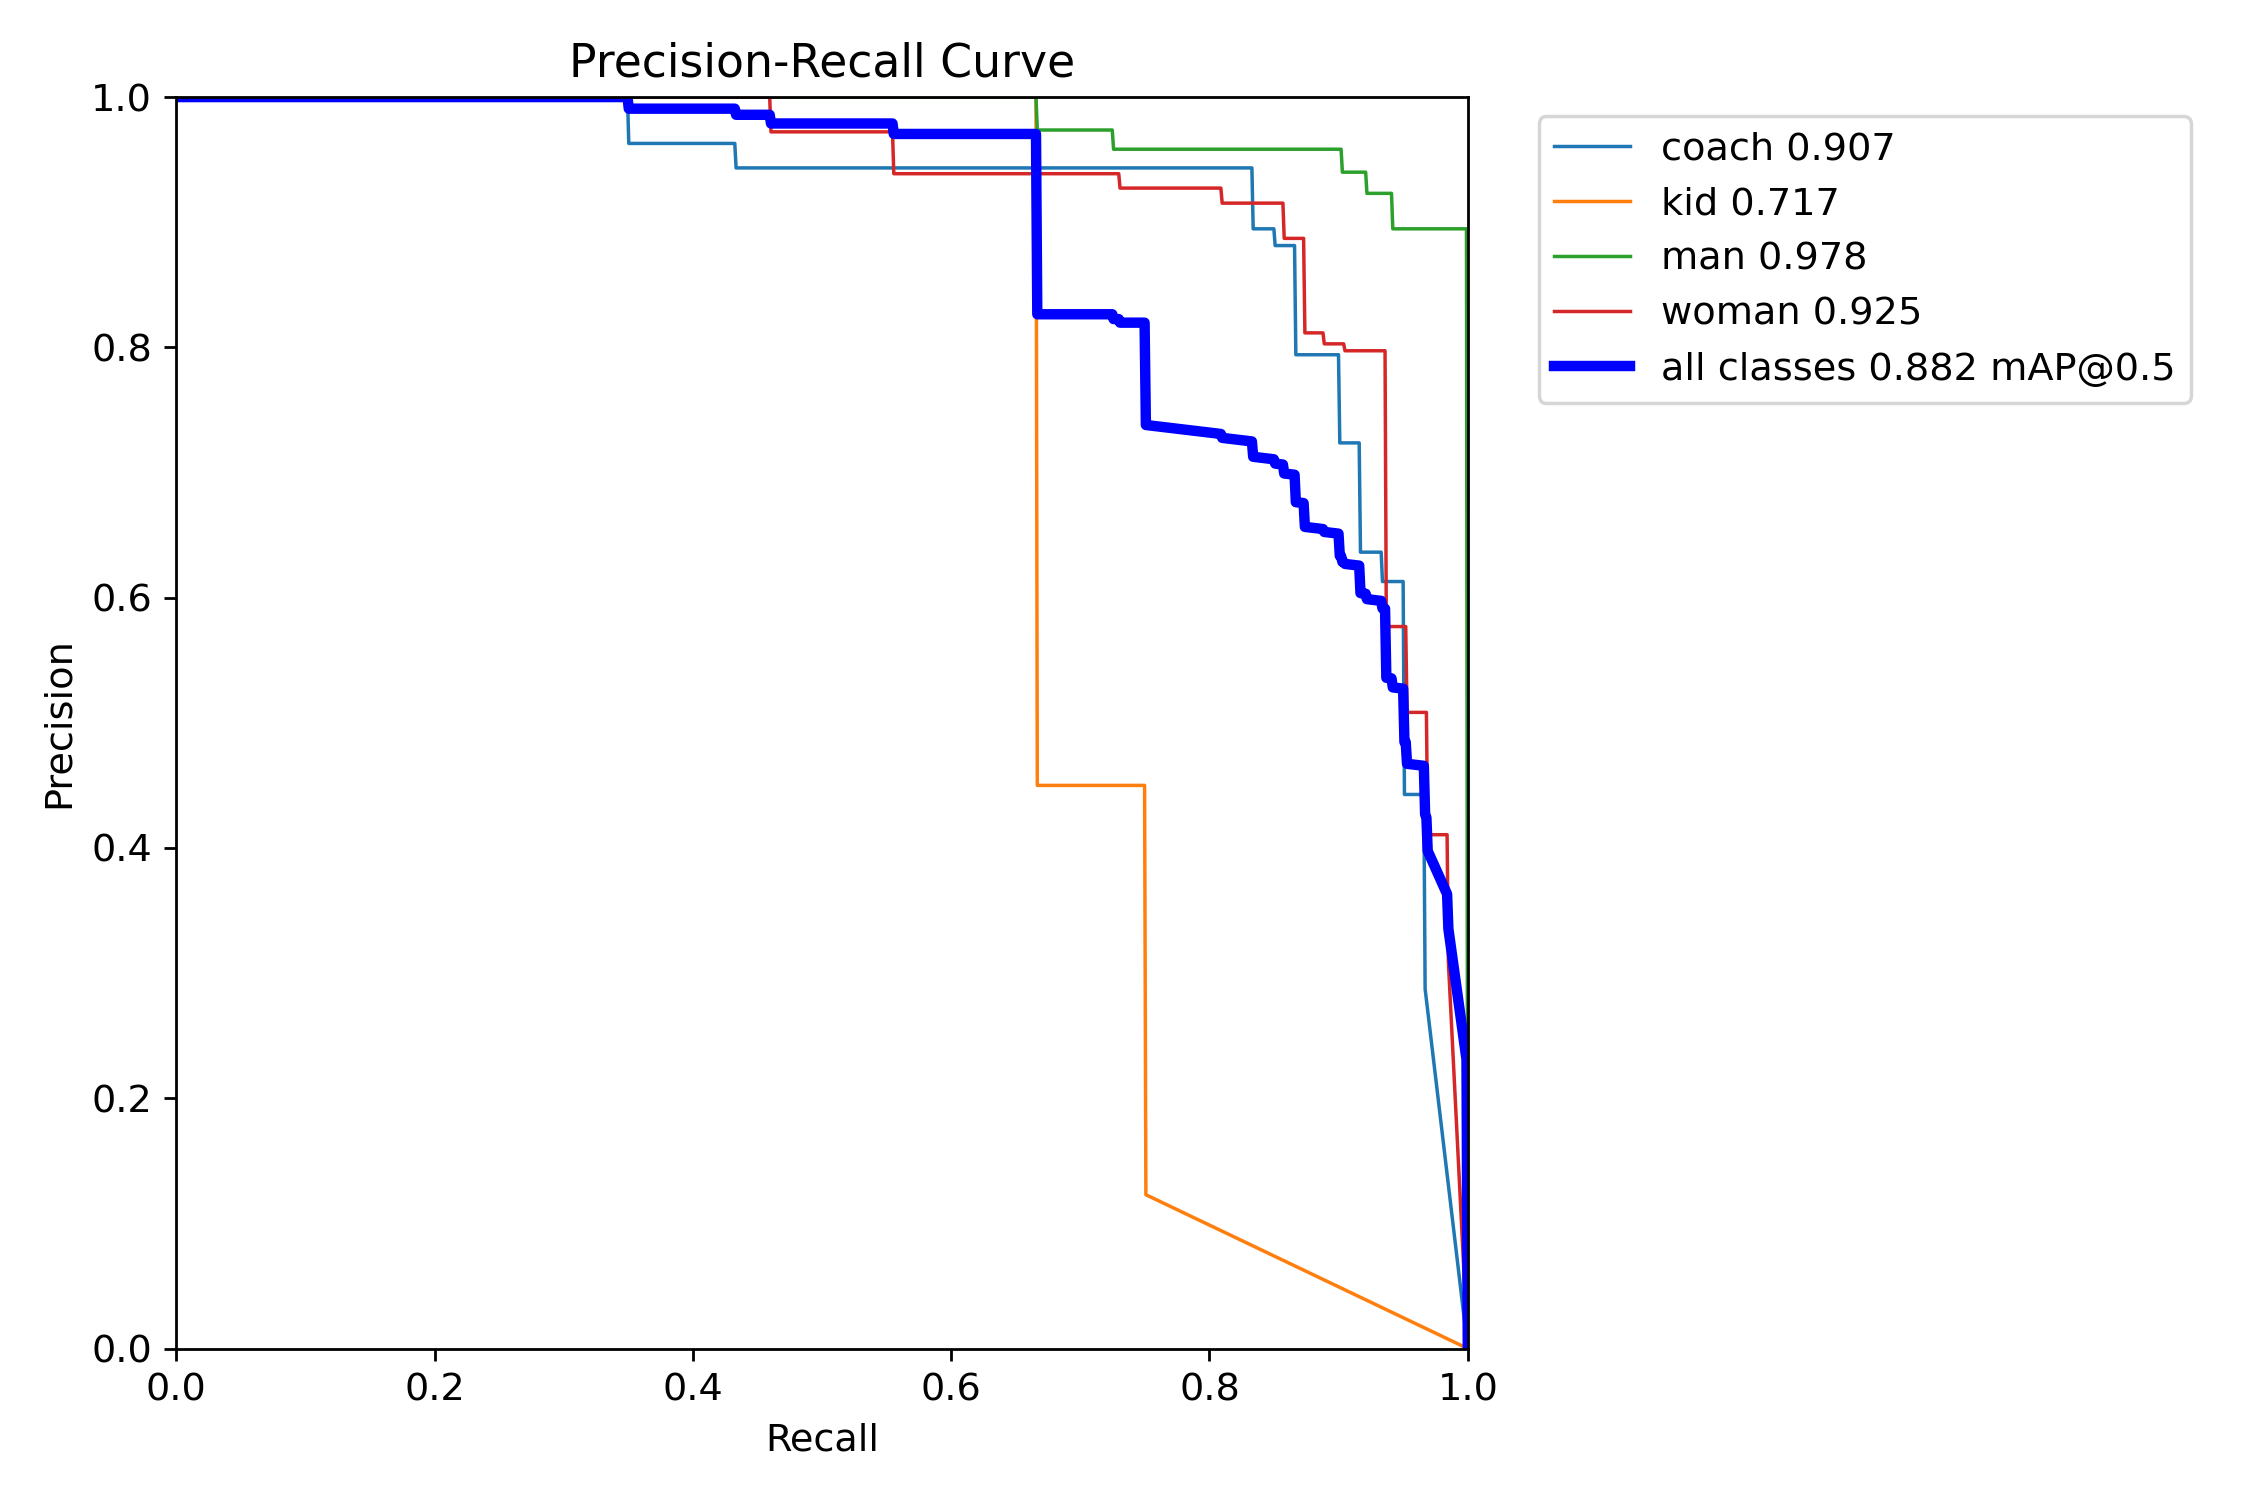 Precision-Recall Curve
1.0
0.8
0.6
0.4
0.2
0.0
Precision
0.0 0.2 0.4 0.6 0.8 1.0
Recall
coach 0.907
kid 0.717
man 0.978
woman 0.925
all classes 0.882 mAP@0.5